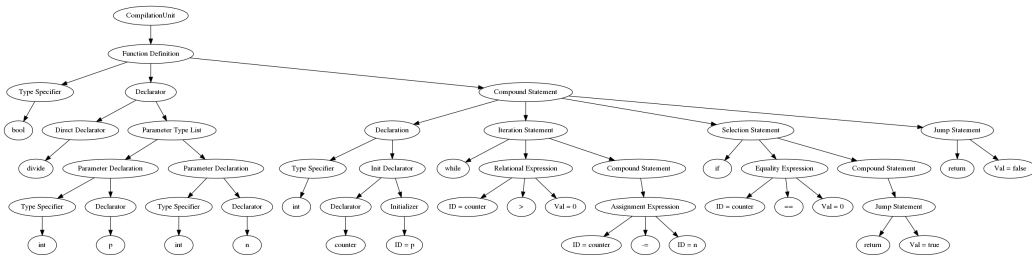 CompilationUnit
Function Definition
Type Specifier
Declarator
Compound Statement
bool
Direct Declarator
Parameter Type List
Declaration
Iteration Statement
Selection Statement
Jump Statement
divide
Parameter Declaration
Parameter Declaration
Type Specifier
Init Declarator
while
Relational Expression
Compound Statement
if
Equality Expression
Compound Statement
return
Val = false
Type Specifier
Declarator
Type Specifier
Declarator
int
Declarator
Initializer
ID = counter
>
Val = 0
Assignment Expression
ID = counter
==
Val = 0
Jump Statement
int
p
int
n
counter
ID = p
ID = counter
-=
ID = n
return
Val = true